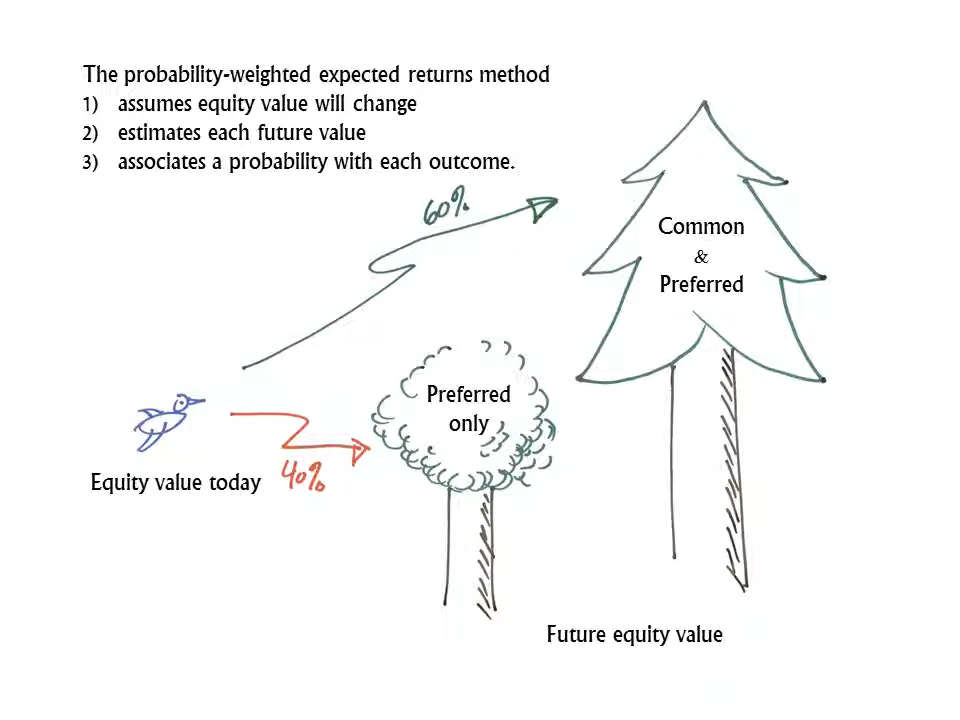 The probability-weighted expected returns method
1) assumes equity value will change
2) estimates each future value
3) associates a probability with each outcome.
60%
Common
&
Preferred
Preferred
only
Equity value today
40%
Future equity value